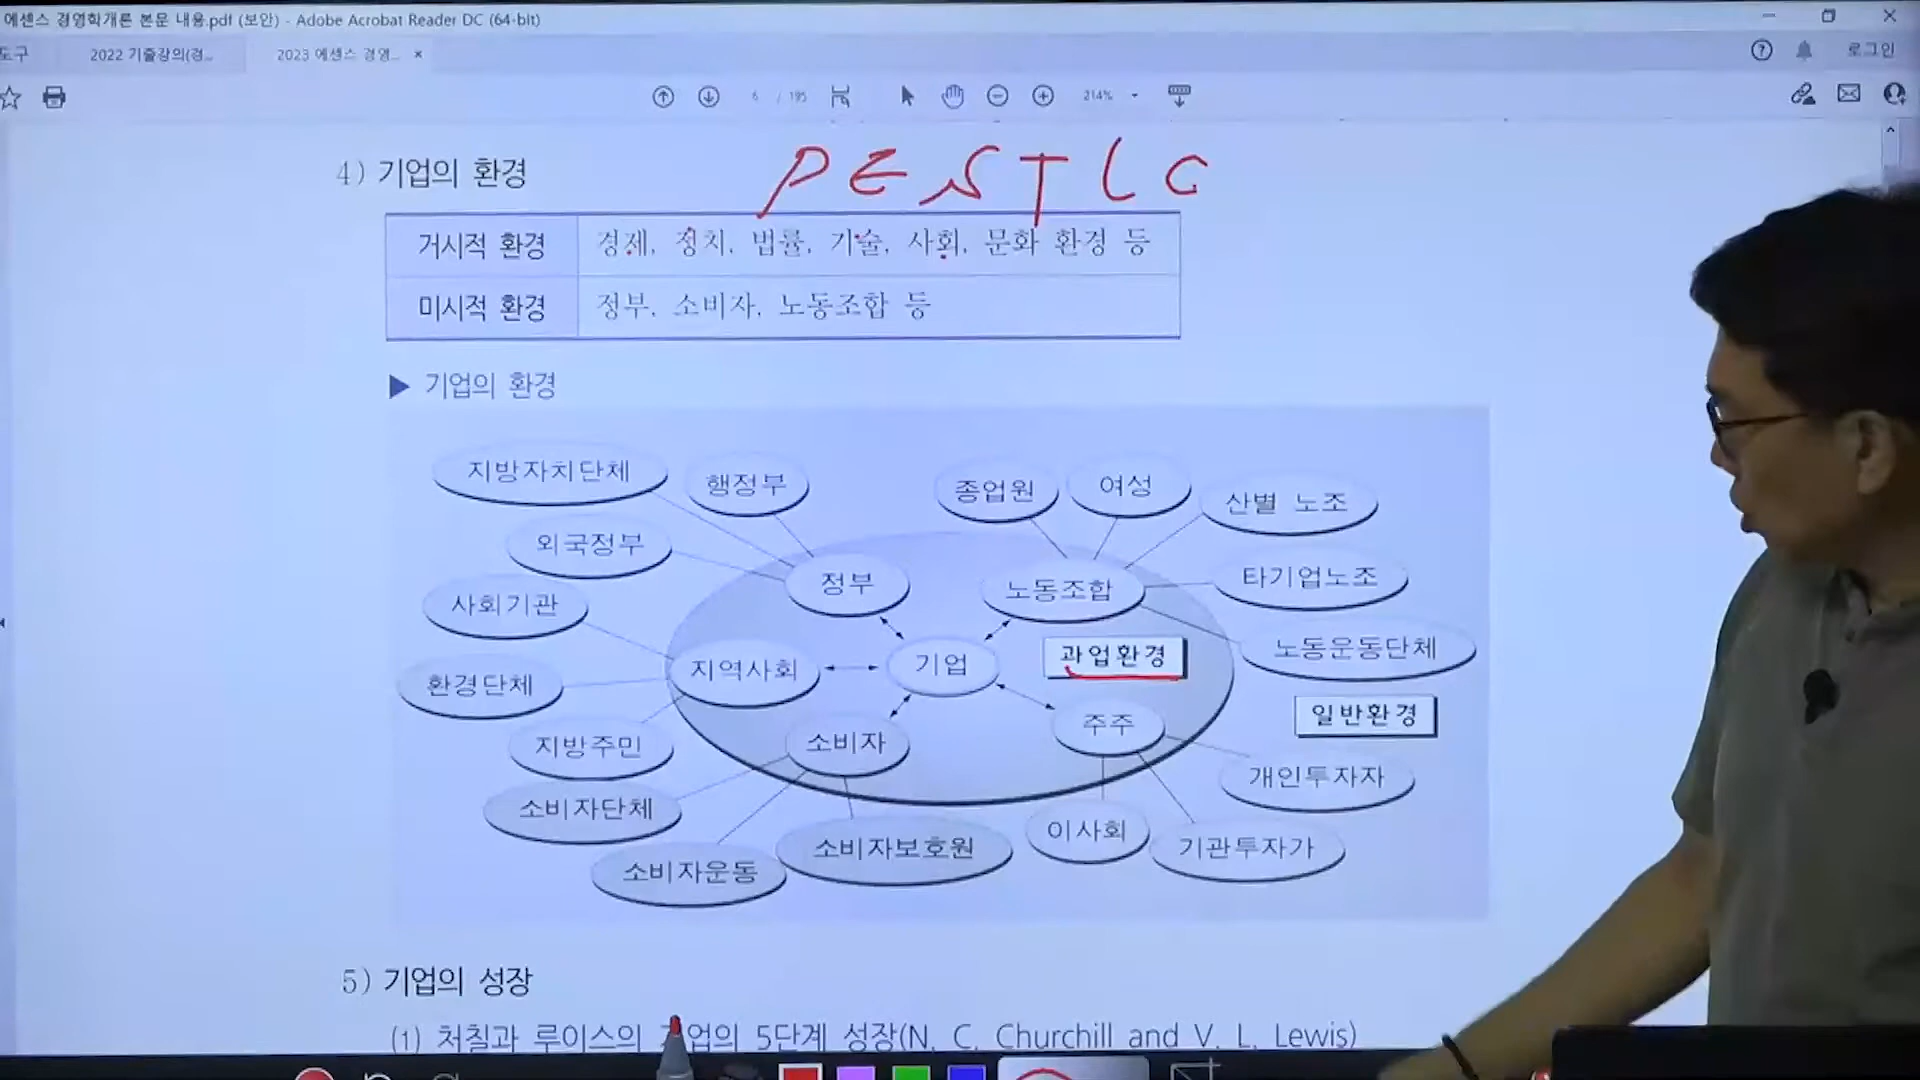 에센스 경영학개론 본문 내용.pdf (보안) - Adobe Acrobat Reader DC (64-bit)
도구 2022 기출강의(경... 2023 에센스 경영... × 로그인
6 / 195 214%
PESTLC
4) 기업의 환경
거시적 환경 경제, 정치, 법률, 기술, 사회, 문화 환경 등
미시적 환경 정부, 소비자, 노동조합 등
▶ 기업의 환경
지방자치단체 행정부 종업원 여성 산별 노조
외국정부 정부 노동조합 타기업노조
사회기관 노동운동단체
환경단체 지역사회 기업 과업환경
지방주민 소비자 주주 일반환경
소비자단체 개인투자자
소비자운동 소비자보호원 이사회 기관투자가
5) 기업의 성장
(1) 처칠과 루이스의 기업의 5단계 성장(N. C. Churchill and V. L. Lewis)